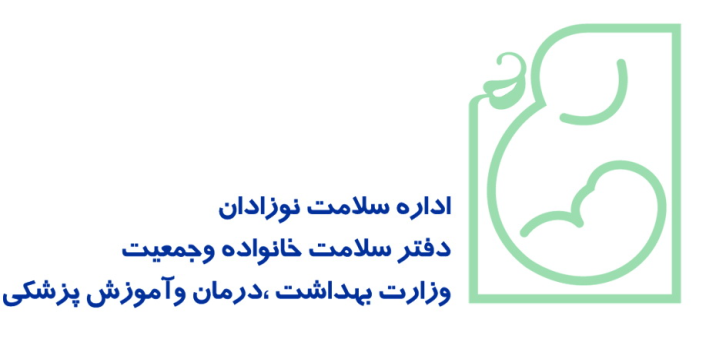 اداره سلامت نوزادان
دفتر سلامت خانواده وجمعیت
وزارت بهداشت ،درمان وآموزش پزشکی